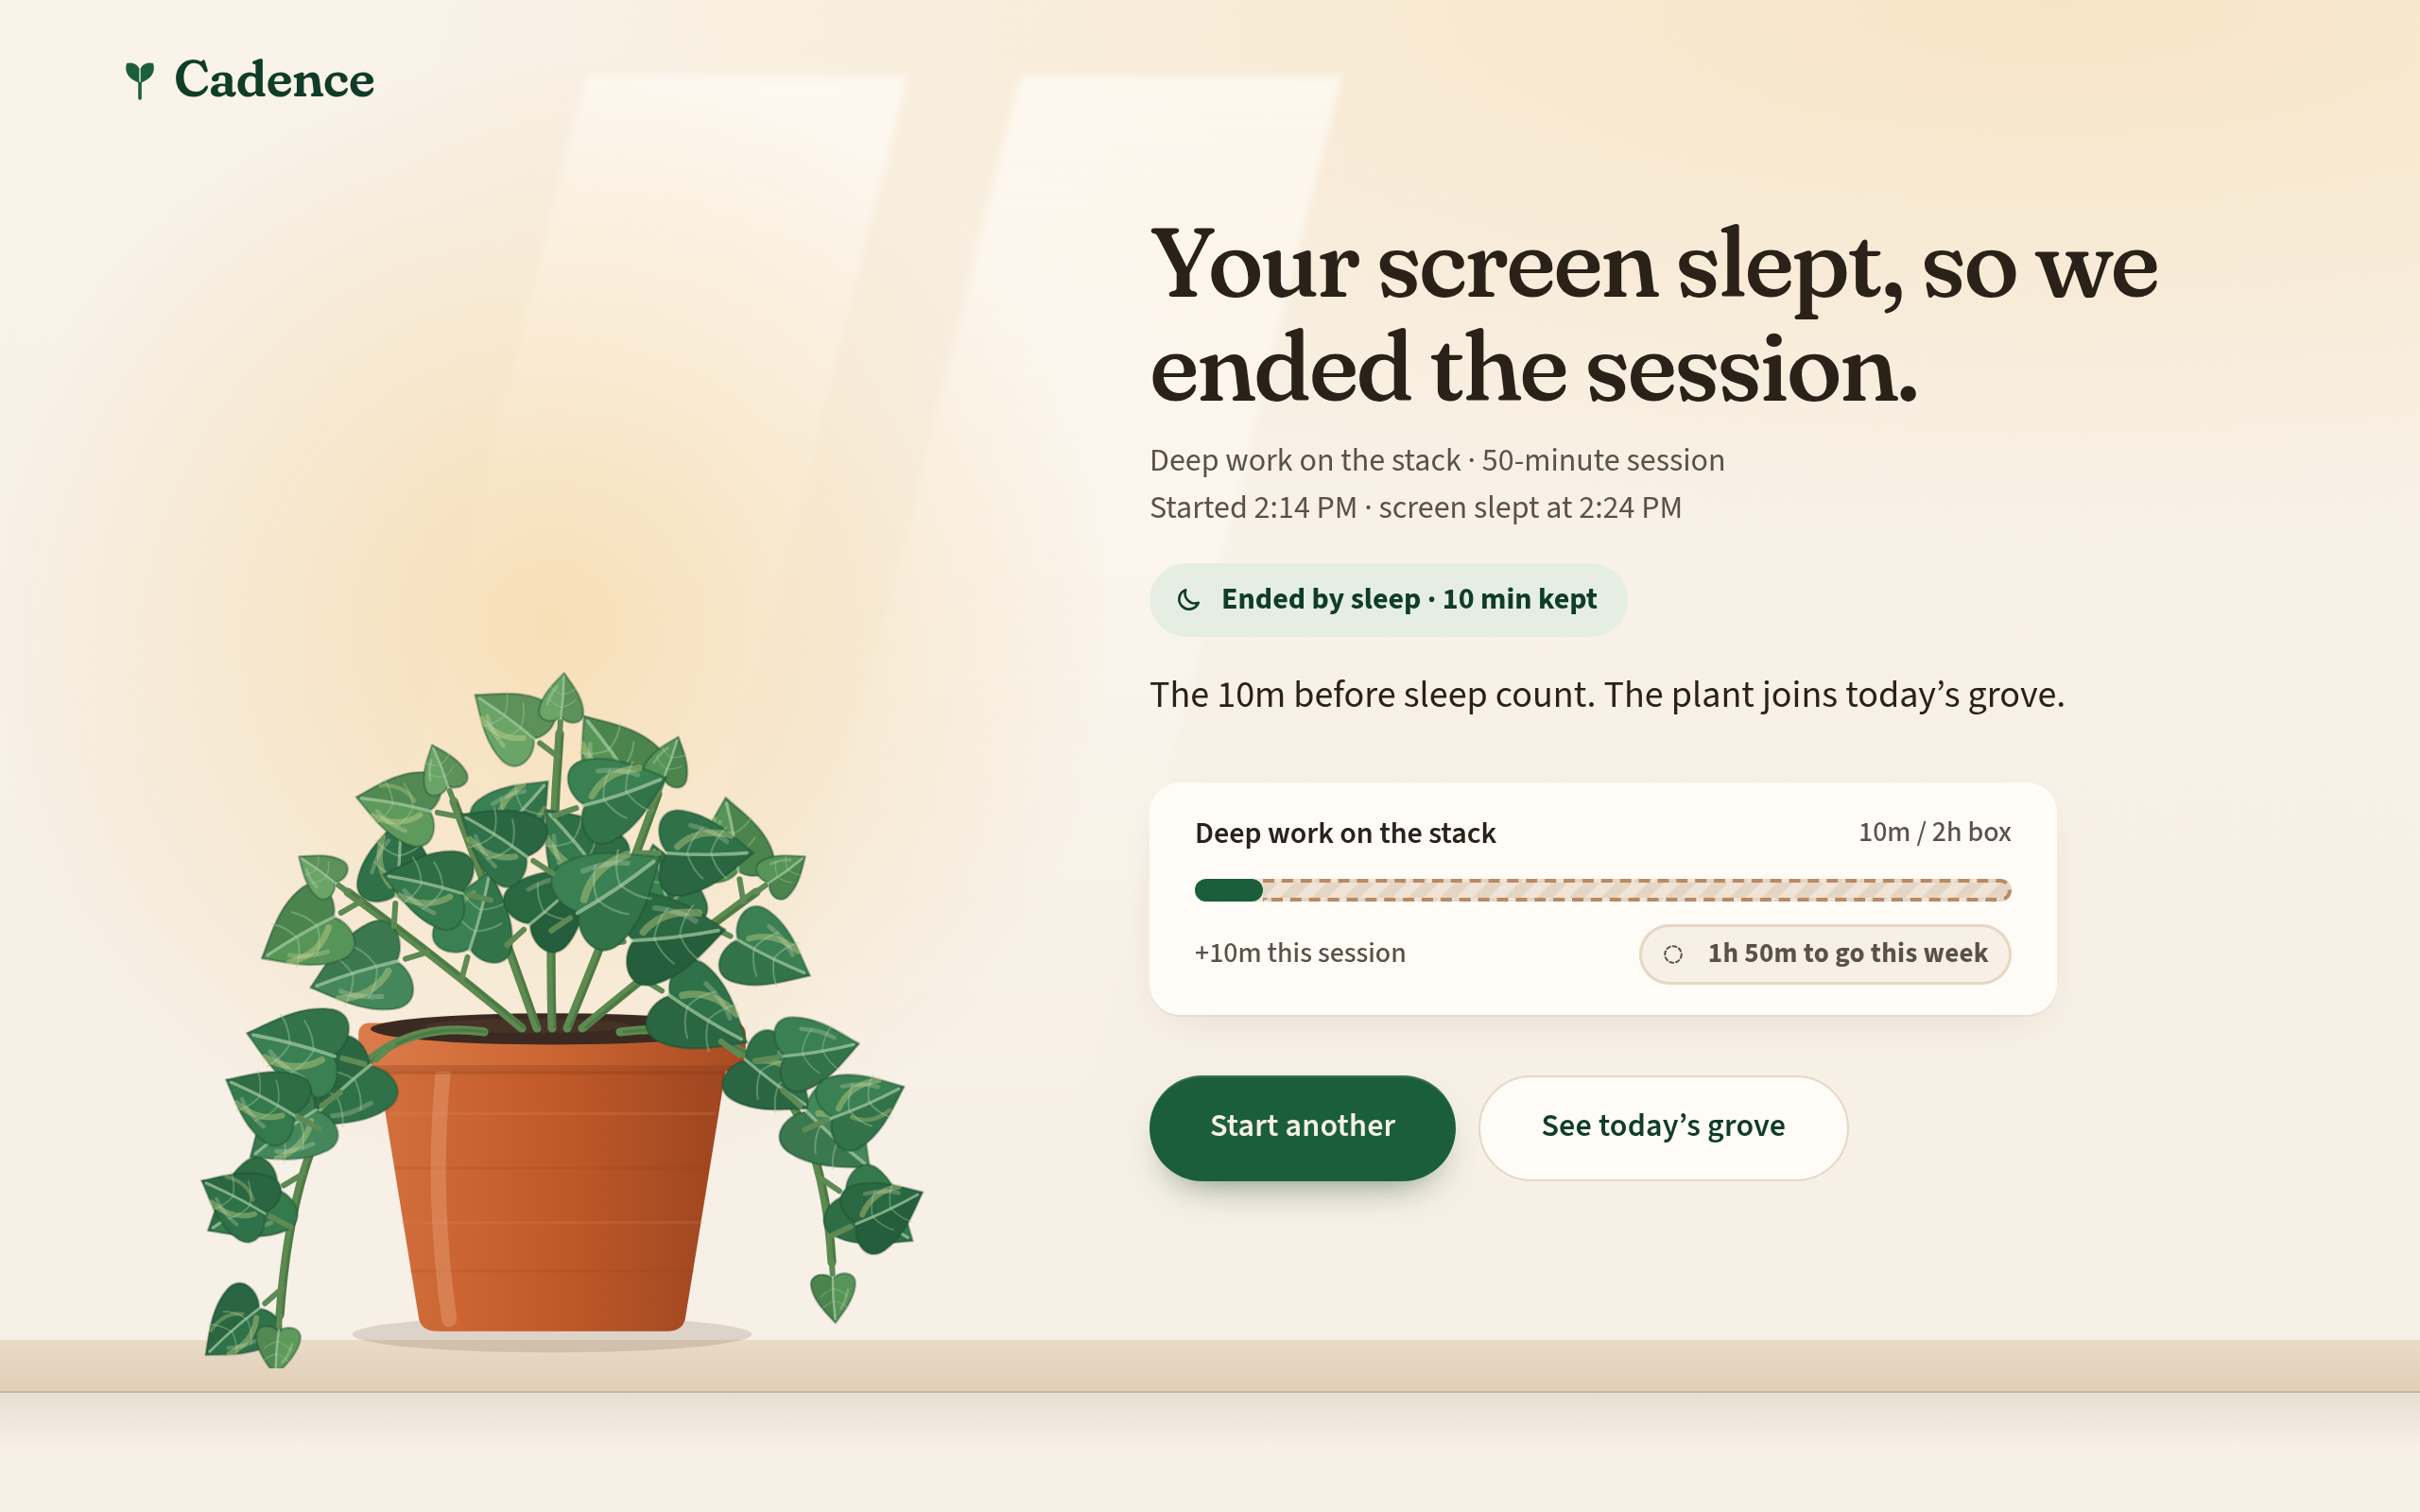 Cadence
Your screen slept, so we
ended the session.
Deep work on the stack · 50-minute session
Started 2:14 PM · screen slept at 2:24 PM
Ended by sleep · 10 min kept
The 10m before sleep count. The plant joins today’s grove.
Deep work on the stack
10m / 2h box
+10m this session
1h 50m to go this week
Start another
See today’s grove